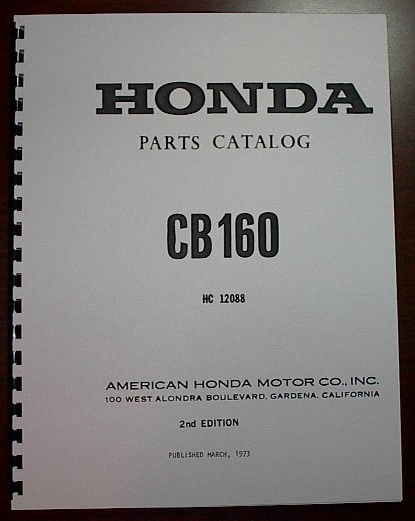 HONDA
PARTS CATALOG
CB160
HC 12088
AMERICAN HONDA MOTOR CO., INC.
100 WEST ALONDRA BOULEVARD, GARDENA, CALIFORNIA
2nd EDITION
PUBLISHED MARCH, 1973